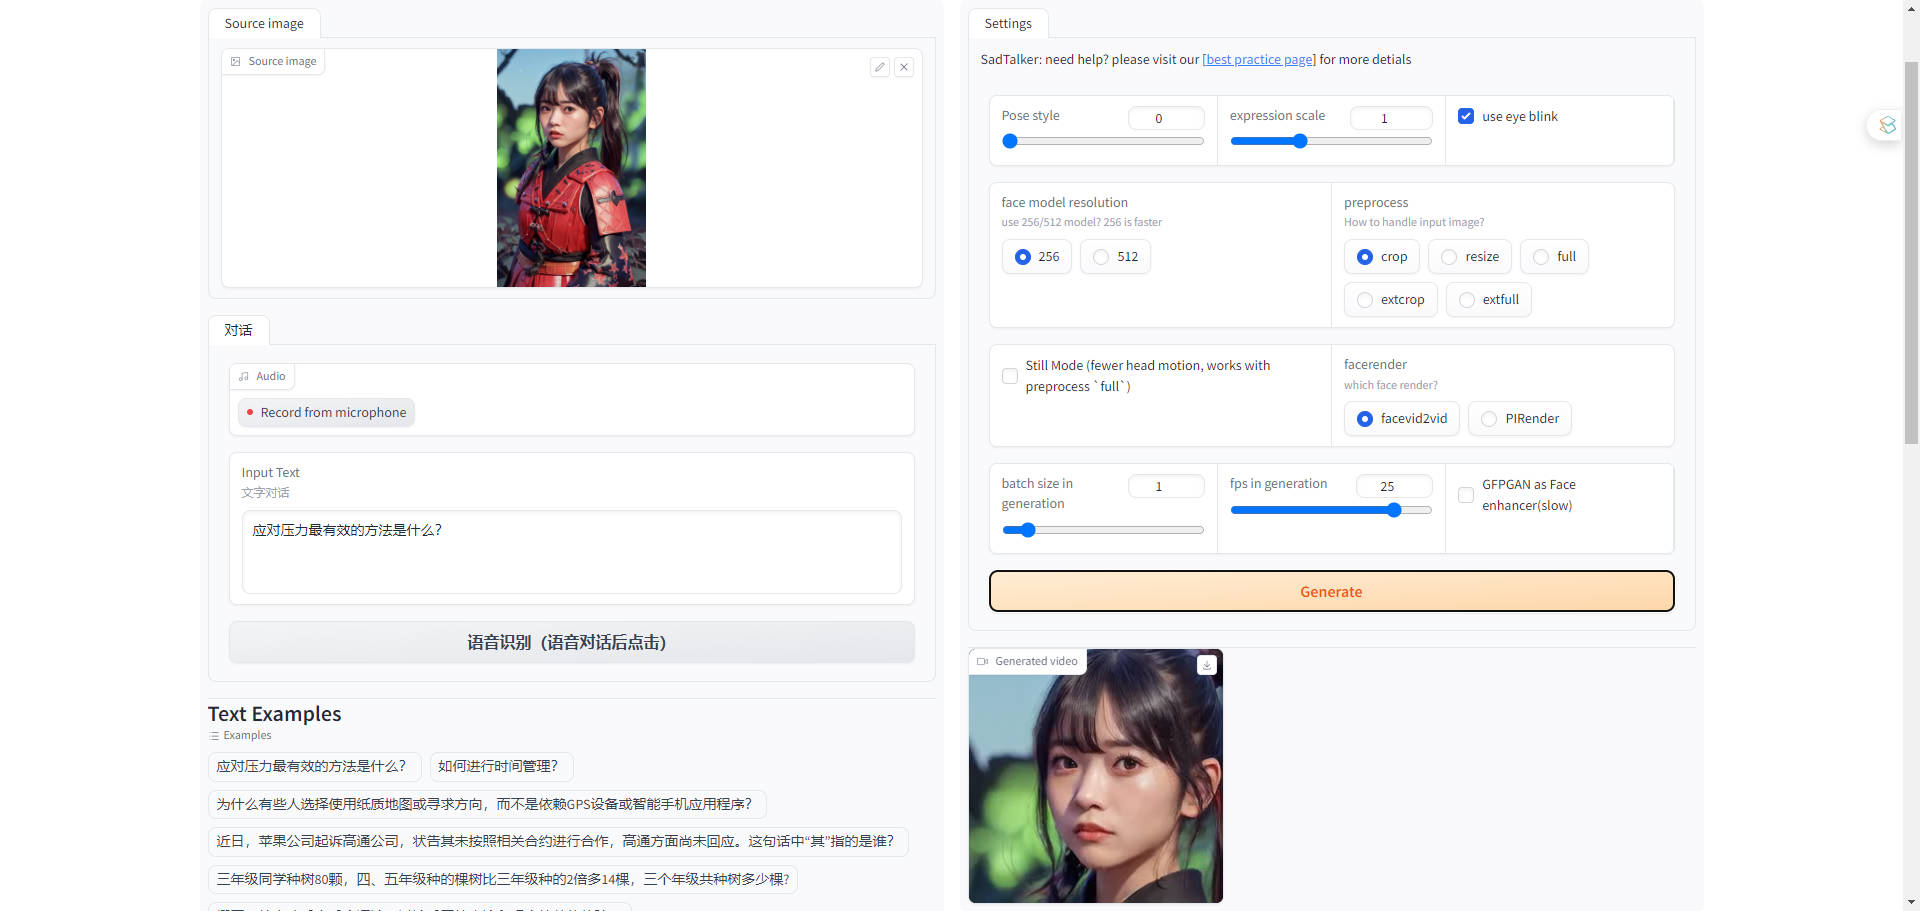 Source image
Source image
对话
Audio
Record from microphone
Input Text
文字对话
应对压力最有效的方法是什么？
语音识别（语音对话后点击）
Text Examples
Examples
应对压力最有效的方法是什么？
如何进行时间管理？
为什么有些人选择使用纸质地图或寻求方向，而不是依赖GPS设备或智能手机应用程序？
近日，苹果公司起诉高通公司，状告其未按照相关合约进行合作，高通方面尚未回应。这句话中“其”指的是谁？
三年级同学种树80颗，四、五年级种的棵树比三年级种的2倍多14棵，三个年级共种树多少棵?
Settings
SadTalker: need help? please visit our [best practice page] for more detials
Pose style
0
expression scale
1
use eye blink
face model resolution
use 256/512 model? 256 is faster
256
512
preprocess
How to handle input image?
crop
resize
full
extcrop
extfull
Still Mode (fewer head motion, works with
preprocess `full`)
facerender
which face render?
facevid2vid
PIRender
batch size in
generation
1
fps in generation
25
GFPGAN as Face
enhancer(slow)
Generate
Generated video